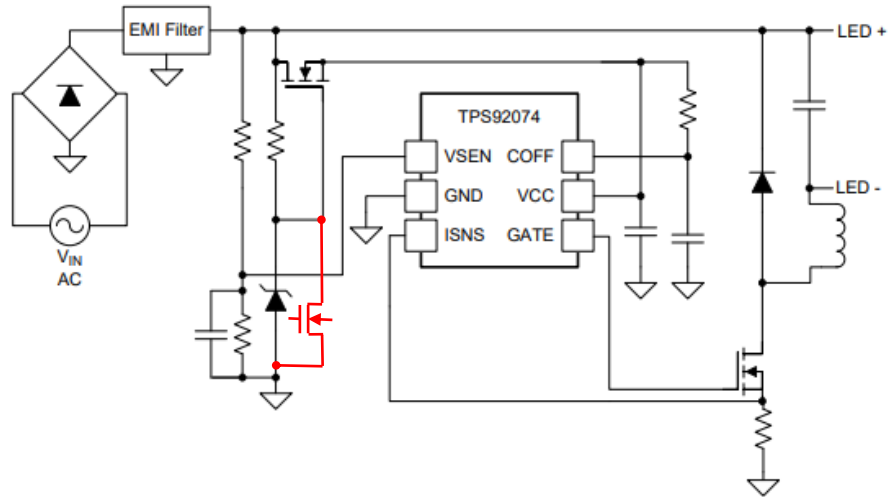 EMI Filter
LED +
TPS92074
VSEN COFF
GND VCC
LED -
ISNS GATE
VIN
AC